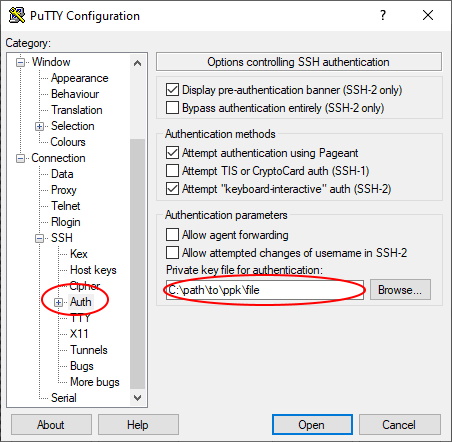 PuTTY Configuration
?
Category:
Window
Appearance
Behaviour
Translation
Selection
Colours
Connection
Data
Proxy
Telnet
Rlogin
SSH
Kex
Host keys
Cipher
Auth
TTY
X11
Tunnels
Bugs
More bugs
Serial
Options controlling SSH authentication
Display pre-authentication banner (SSH-2 only)
Bypass authentication entirely (SSH-2 only)
Authentication methods
Attempt authentication using Pageant
Attempt TIS or CryptoCard auth (SSH-1)
Attempt "keyboard-interactive" auth (SSH-2)
Authentication parameters
Allow agent forwarding
Allow attempted changes of username in SSH-2
Private key file for authentication:
C:\path\to\ppk\file
Browse...
About
Help
Open
Cancel